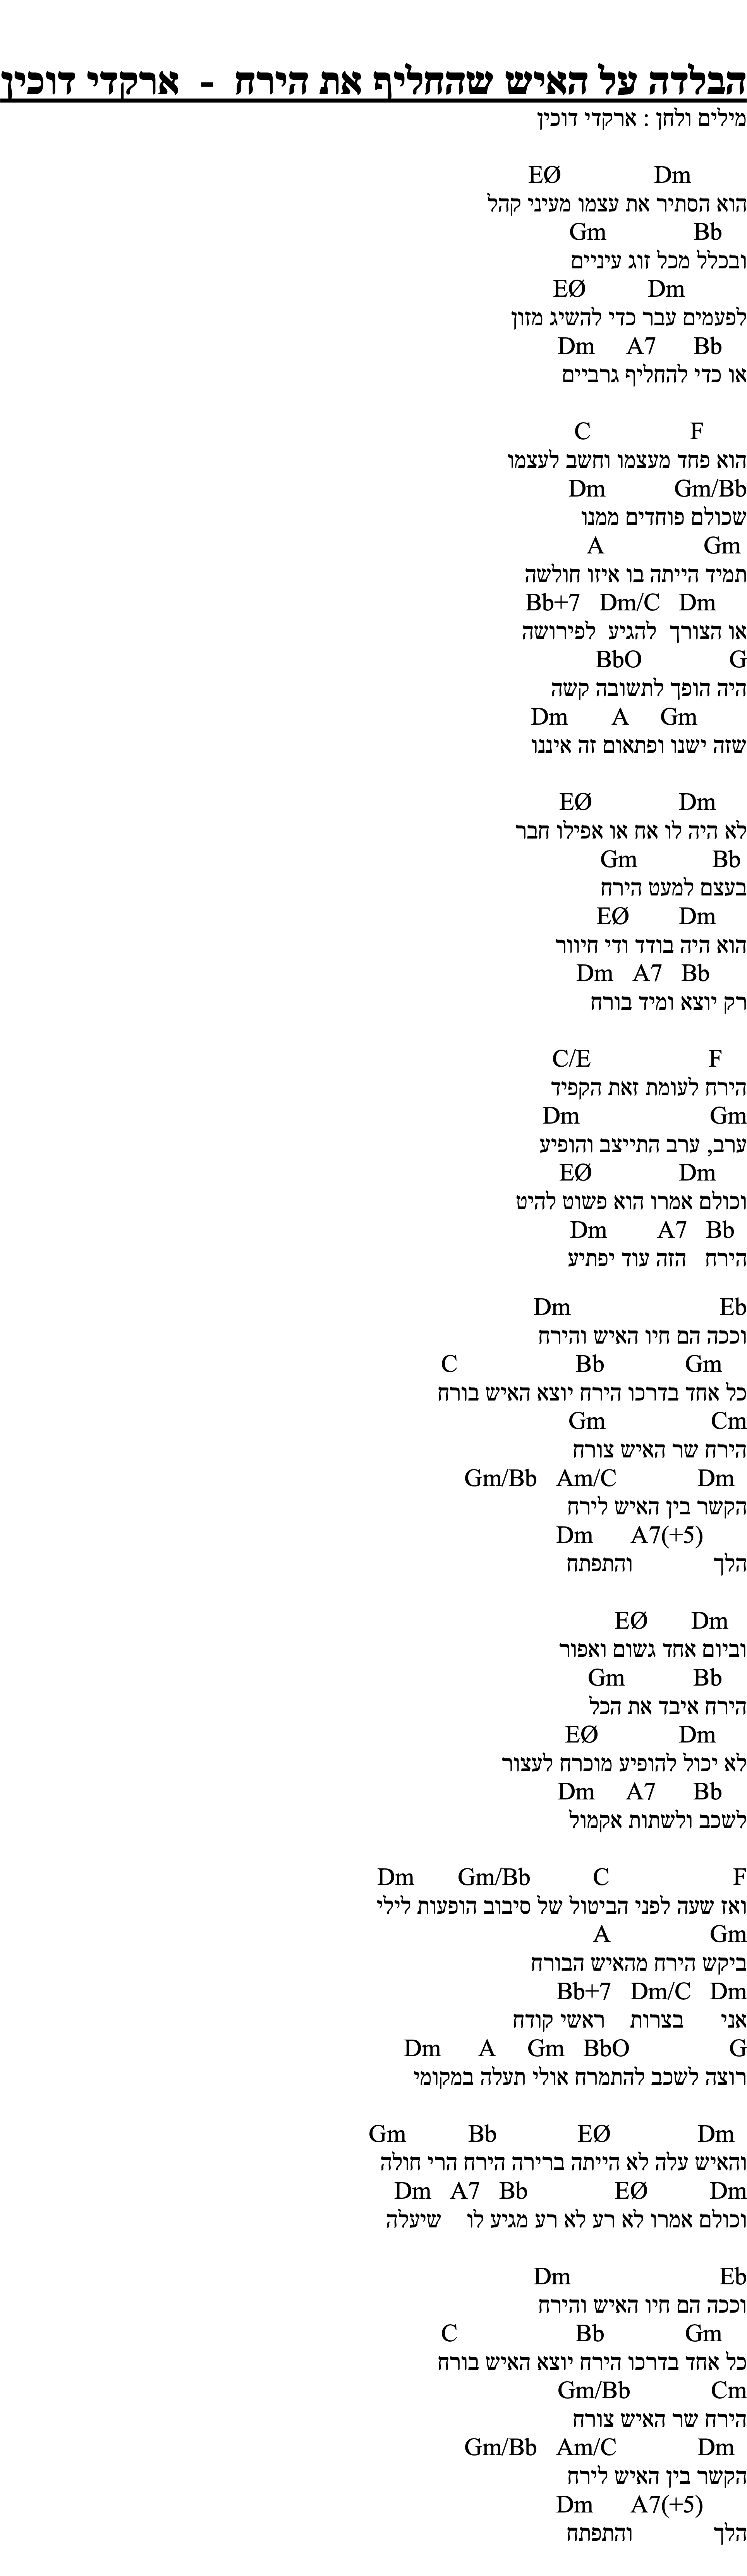 הבלדה על האיש שהחליף את הירח - ארקדי דוכין
מילים ולחן : ארקדי דוכין
EØ Dm
הוא הסתיר את עצמו מעיני קהל
Gm Bb
ובכלל מכל זוג עיניים
EØ Dm
לפעמים עבר כדי להשיג מזון
Dm A7 Bb
או כדי להחליף גרביים
C F
הוא פחד מעצמו וחשב לעצמו
Dm Gm/Bb
שכולם פוחדים ממנו
A Gm
תמיד הייתה בו איזו חולשה
Bb+7 Dm/C Dm
או הצורך להגיע לפירושה
BbO G
היה הופך לתשובה קשה
Dm A Gm
שזה ישנו ופתאום זה איננו
EØ Dm
לא היה לו אח או אפילו חבר
Gm Bb
בעצם למעט הירח
EØ Dm
הוא היה בודד ודי חיוור
Dm A7 Bb
רק יוצא ומיד בורח
C/E F
הירח לעומת זאת הקפיד
Dm Gm
ערב, ערב התייצב והופיע
EØ Dm
וכולם אמרו הוא פשוט להיט
Dm A7 Bb
הירח הזה עוד יפתיע
Dm Eb
וככה הם חיו האיש והירח
C Bb Gm
כל אחד בדרכו הירח יוצא האיש בורח
Gm Cm
הירח שר האיש צורח
Gm/Bb Am/C Dm
הקשר בין האיש לירח
Dm A7(+5)
הלך והתפתח
EØ Dm
וביום אחד גשום ואפור
Gm Bb
הירח איבד את הכל
EØ Dm
לא יכול להופיע מוכרח לעצור
Dm A7 Bb
לשכב ולשתות אקמול
Dm Gm/Bb C F
ואז שעה לפני הביטול של סיבוב הופעות לילי
A Gm
ביקש הירח מהאיש הבורח
Bb+7 Dm/C Dm
אני בצרות ראשי קודח
Dm A Gm BbO G
רוצה לשכב להתמרח אולי תעלה במקומי
Gm Bb EØ Dm
והאיש עלה לא הייתה ברירה הירח הרי חולה
Dm A7 Bb EØ Dm
וכולם אמרו לא רע לא רע מגיע לו שיעלה
Dm Eb
וככה הם חיו האיש והירח
C Bb Gm
כל אחד בדרכו הירח יוצא האיש בורח
Gm/Bb Cm
הירח שר האיש צורח
Gm/Bb Am/C Dm
הקשר בין האיש לירח
Dm A7(+5)
הלך והתפתח